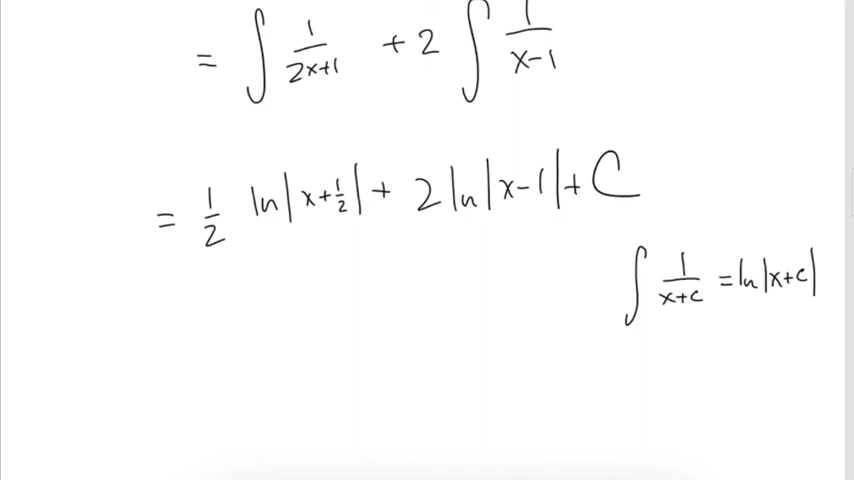 = ∫ 1/(2x+1) + 2 ∫ 1/(x-1)
= 1/2 ln|x+1/2| + 2 ln|x-1| + C
∫ 1/(x+c) = ln|x+c|